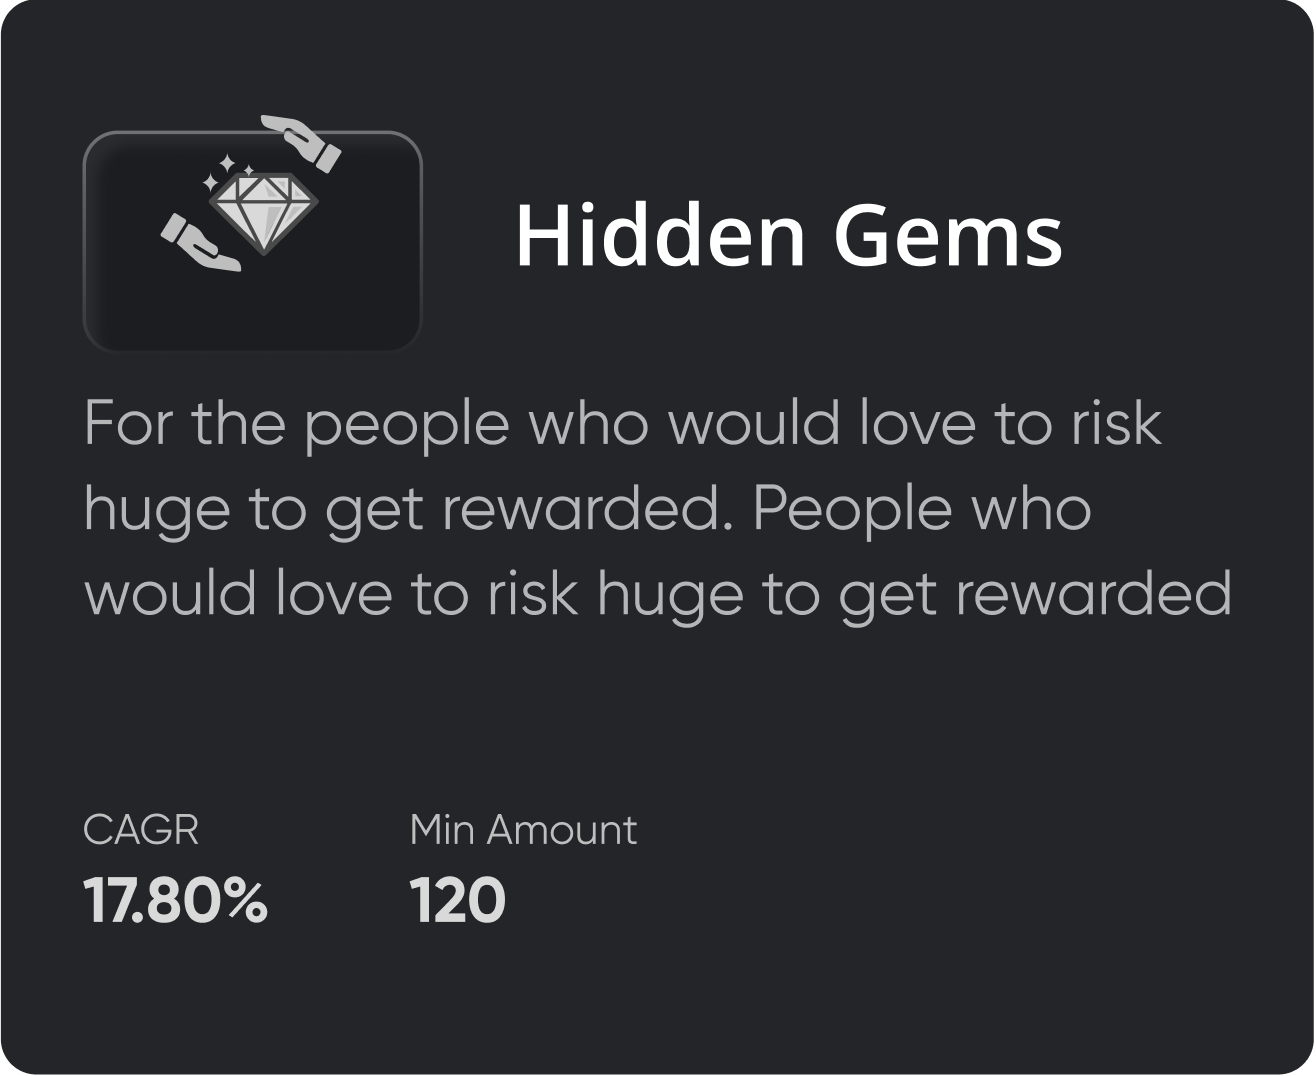 Hidden Gems
For the people who would love to risk
huge to get rewarded. People who
would love to risk huge to get rewarded
CAGR
17.80%
Min Amount
120